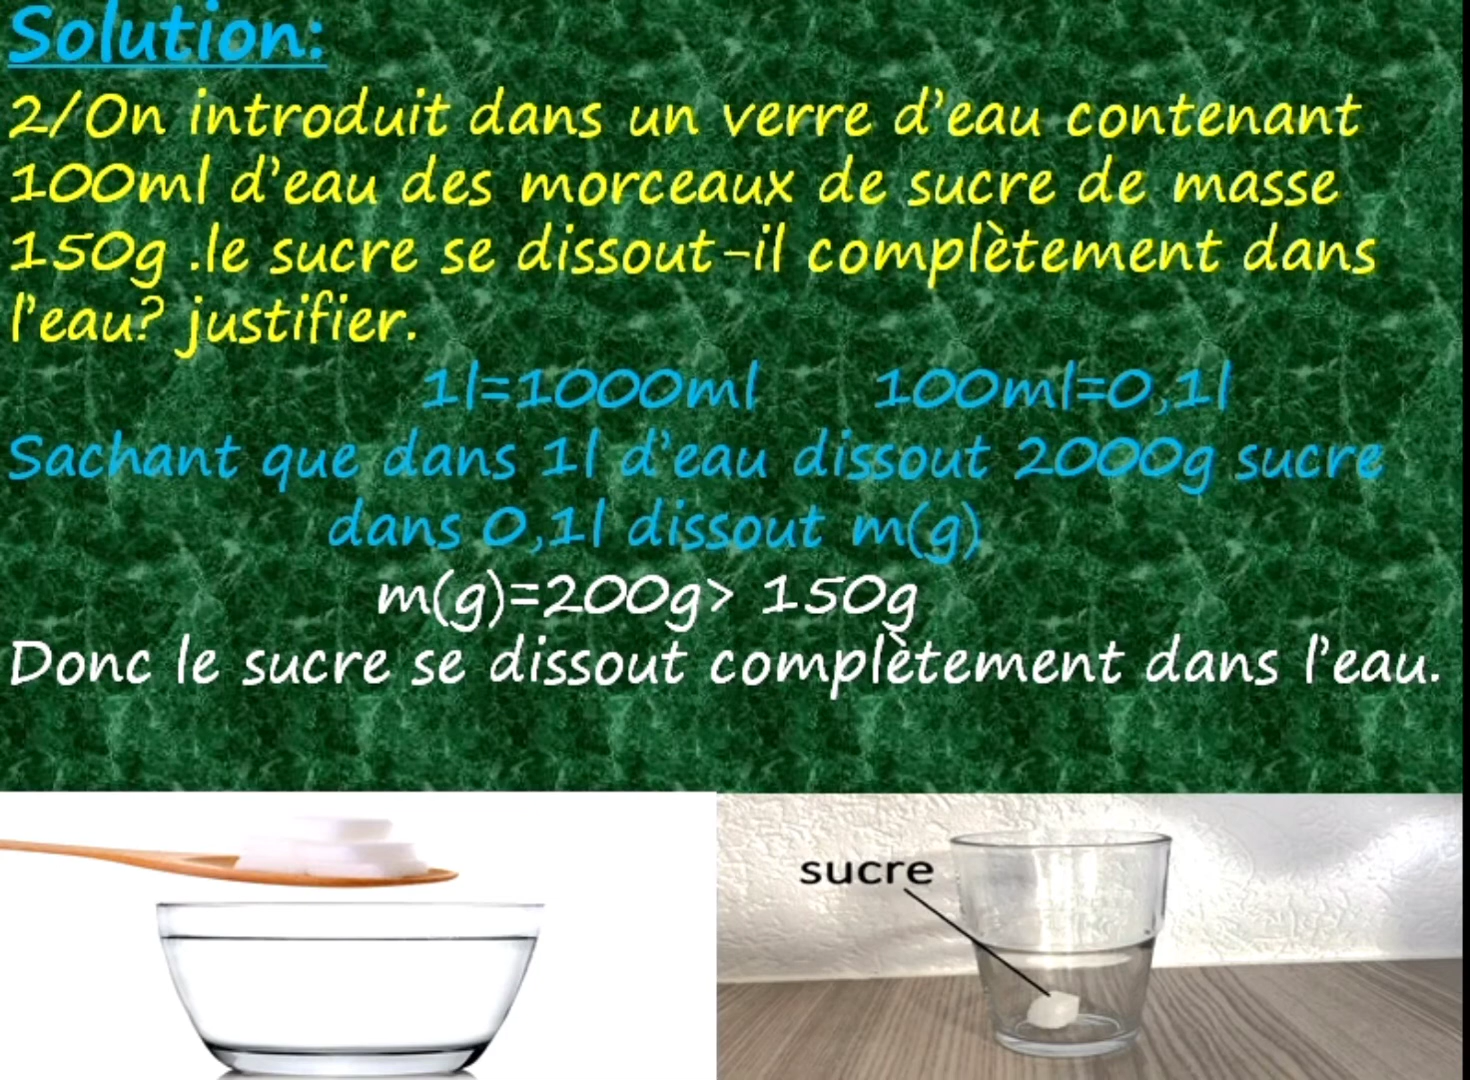 Solution:
2/On introduit dans un verre d'eau contenant
100ml d'eau des morceaux de sucre de masse
150g .le sucre se dissout-il complètement dans
l'eau? justifier.
1l=1000ml 100ml=0,1l
Sachant que dans 1l d'eau dissout 2000g sucre
dans 0,1l dissout m(g)
m(g)=200g> 150g
Donc le sucre se dissout complètement dans l'eau.
sucre